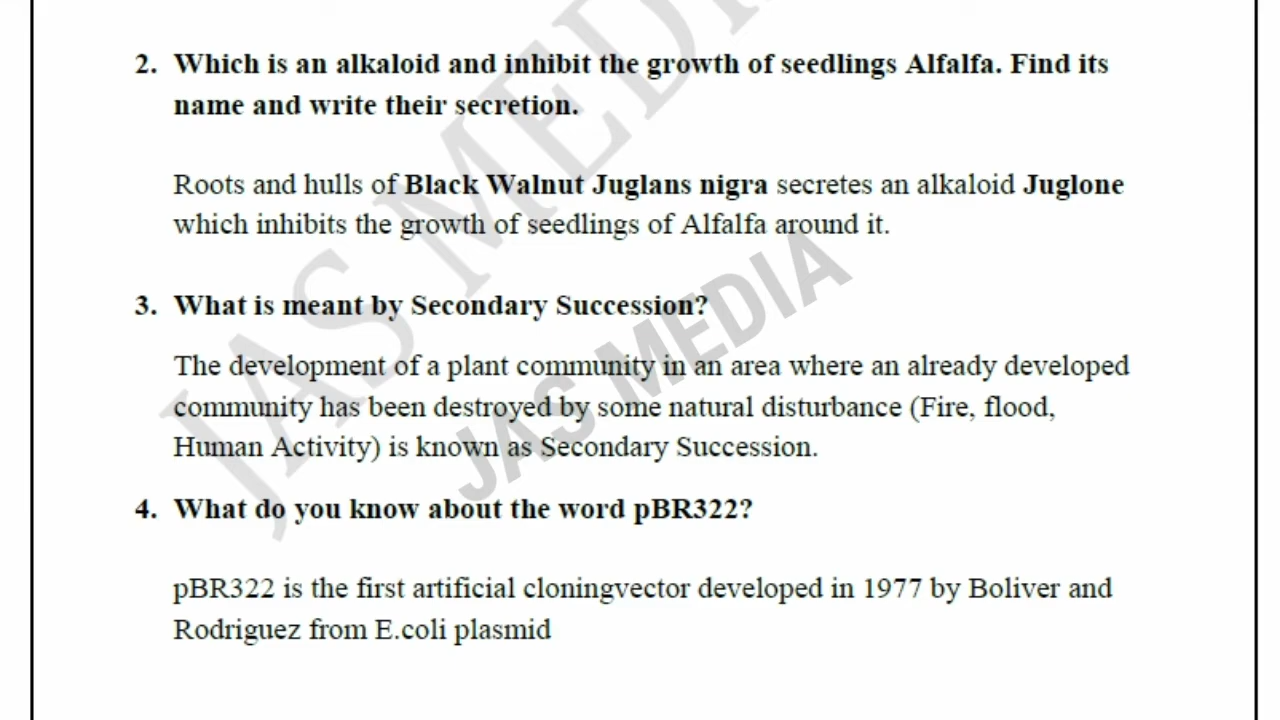 2. Which is an alkaloid and inhibit the growth of seedlings Alfalfa. Find its
name and write their secretion.
Roots and hulls of Black Walnut Juglans nigra secretes an alkaloid Juglone
which inhibits the growth of seedlings of Alfalfa around it.
3. What is meant by Secondary Succession?
The development of a plant community in an area where an already developed
community has been destroyed by some natural disturbance (Fire, flood,
Human Activity) is known as Secondary Succession.
4. What do you know about the word pBR322?
pBR322 is the first artificial cloningvector developed in 1977 by Boliver and
Rodriguez from E.coli plasmid
JAS MEDIA
JAS MEDI